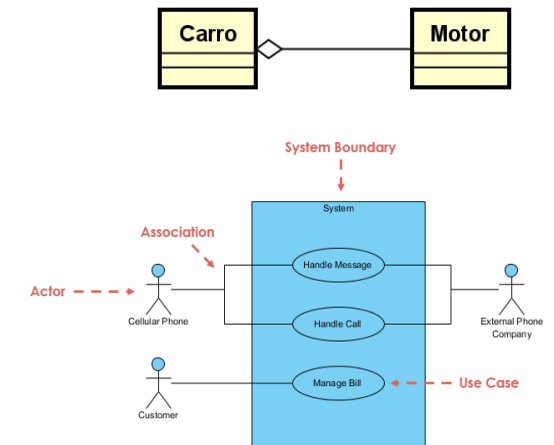 Carro
Motor
System Boundary
System
Association
Handle Message
Actor
Cellular Phone
Handle Call
External Phone
Company
Manage Bill
Use Case
Customer